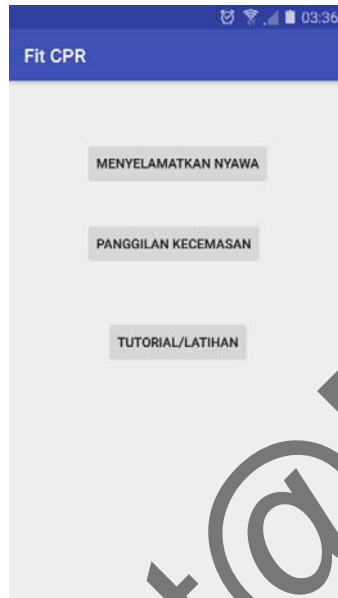 03:36
Fit CPR
MENYELAMATKAN NYAWA
PANGGILAN KECEMASAN
TUTORIAL/LATIHAN
t@